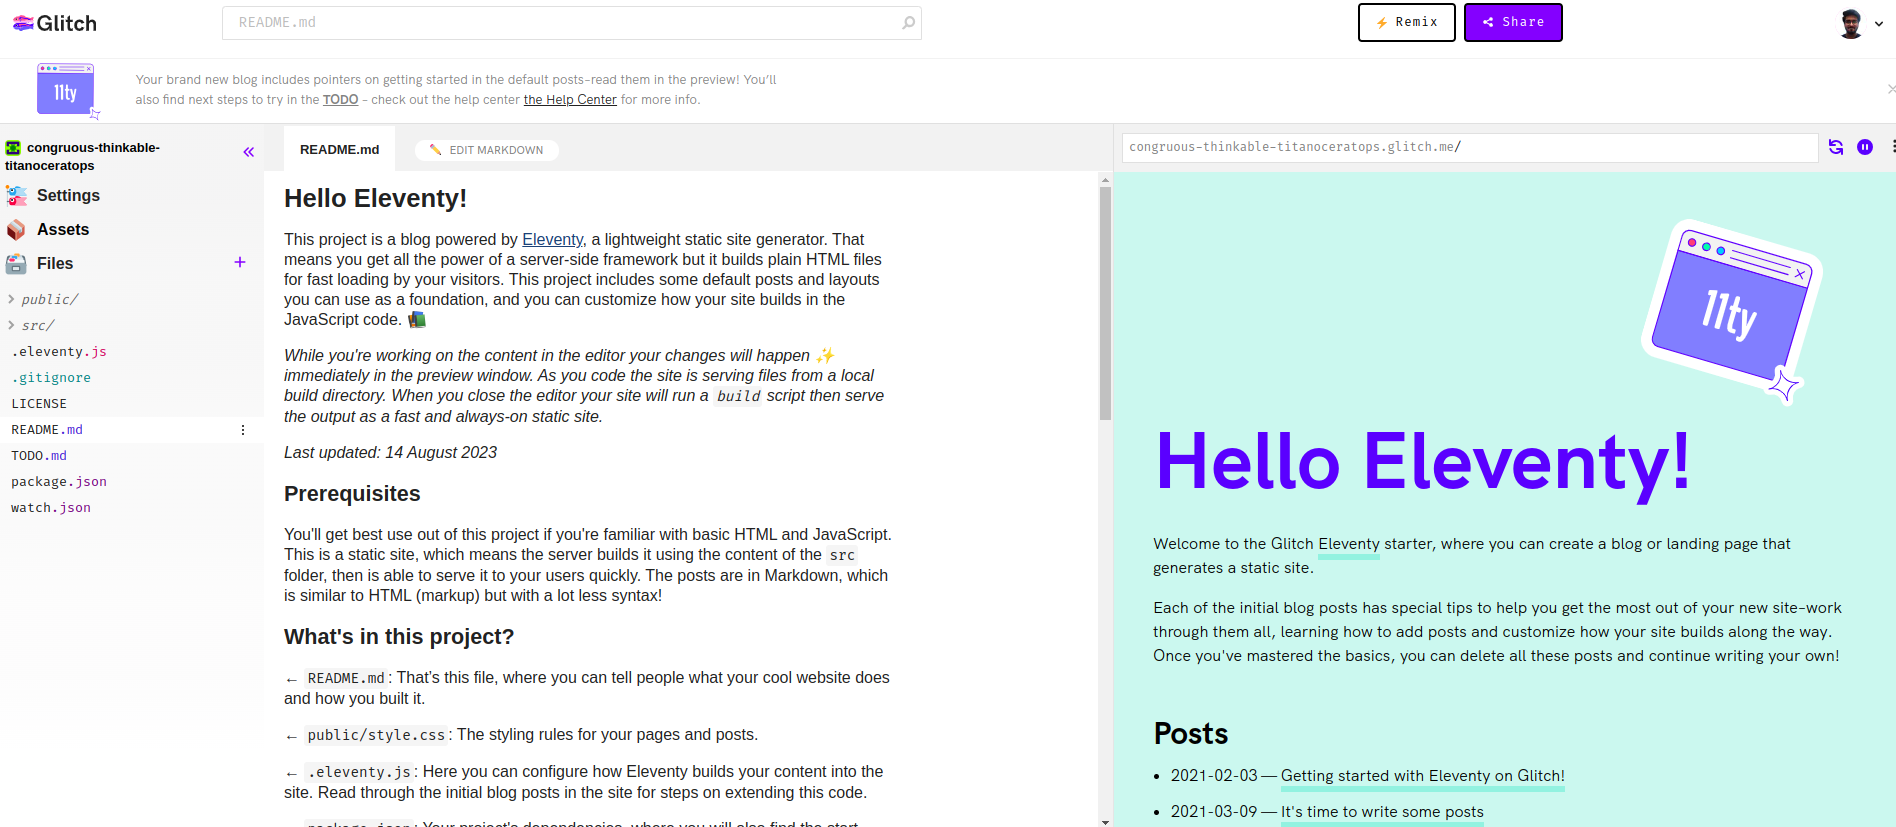 Glitch
README.md
Remix
Share
11ty
Your brand new blog includes pointers on getting started in the default posts–read them in the preview! You'll
also find next steps to try in the TODO – check out the help center the Help Center for more info.
congruous-thinkable-
titanoceratops
Settings
Assets
Files
public/
src/
.eleventy.js
.gitignore
LICENSE
README.md
TODO.md
package.json
watch.json
README.md
EDIT MARKDOWN
Hello Eleventy!
This project is a blog powered by Eleventy, a lightweight static site generator. That
means you get all the power of a server-side framework but it builds plain HTML files
for fast loading by your visitors. This project includes some default posts and layouts
you can use as a foundation, and you can customize how your site builds in the
JavaScript code. 📚
While you're working on the content in the editor your changes will happen ✨
immediately in the preview window. As you code the site is serving files from a local
build directory. When you close the editor your site will run a build script then serve
the output as a fast and always-on static site.
Last updated: 14 August 2023
Prerequisites
You'll get best use out of this project if you're familiar with basic HTML and JavaScript.
This is a static site, which means the server builds it using the content of the src
folder, then is able to serve it to your users quickly. The posts are in Markdown, which
is similar to HTML (markup) but with a lot less syntax!
What's in this project?
← README.md: That's this file, where you can tell people what your cool website does
and how you built it.
← public/style.css: The styling rules for your pages and posts.
← .eleventy.js: Here you can configure how Eleventy builds your content into the
site. Read through the initial blog posts in the site for steps on extending this code.
← package.json: Your project's dependencies, where you will also find the start
congruous-thinkable-titanoceratops.glitch.me/
11ty
Hello Eleventy!
Welcome to the Glitch Eleventy starter, where you can create a blog or landing page that
generates a static site.
Each of the initial blog posts has special tips to help you get the most out of your new site–work
through them all, learning how to add posts and customize how your site builds along the way.
Once you've mastered the basics, you can delete all these posts and continue writing your own!
Posts
• 2021-02-03 — Getting started with Eleventy on Glitch!
• 2021-03-09 — It's time to write some posts